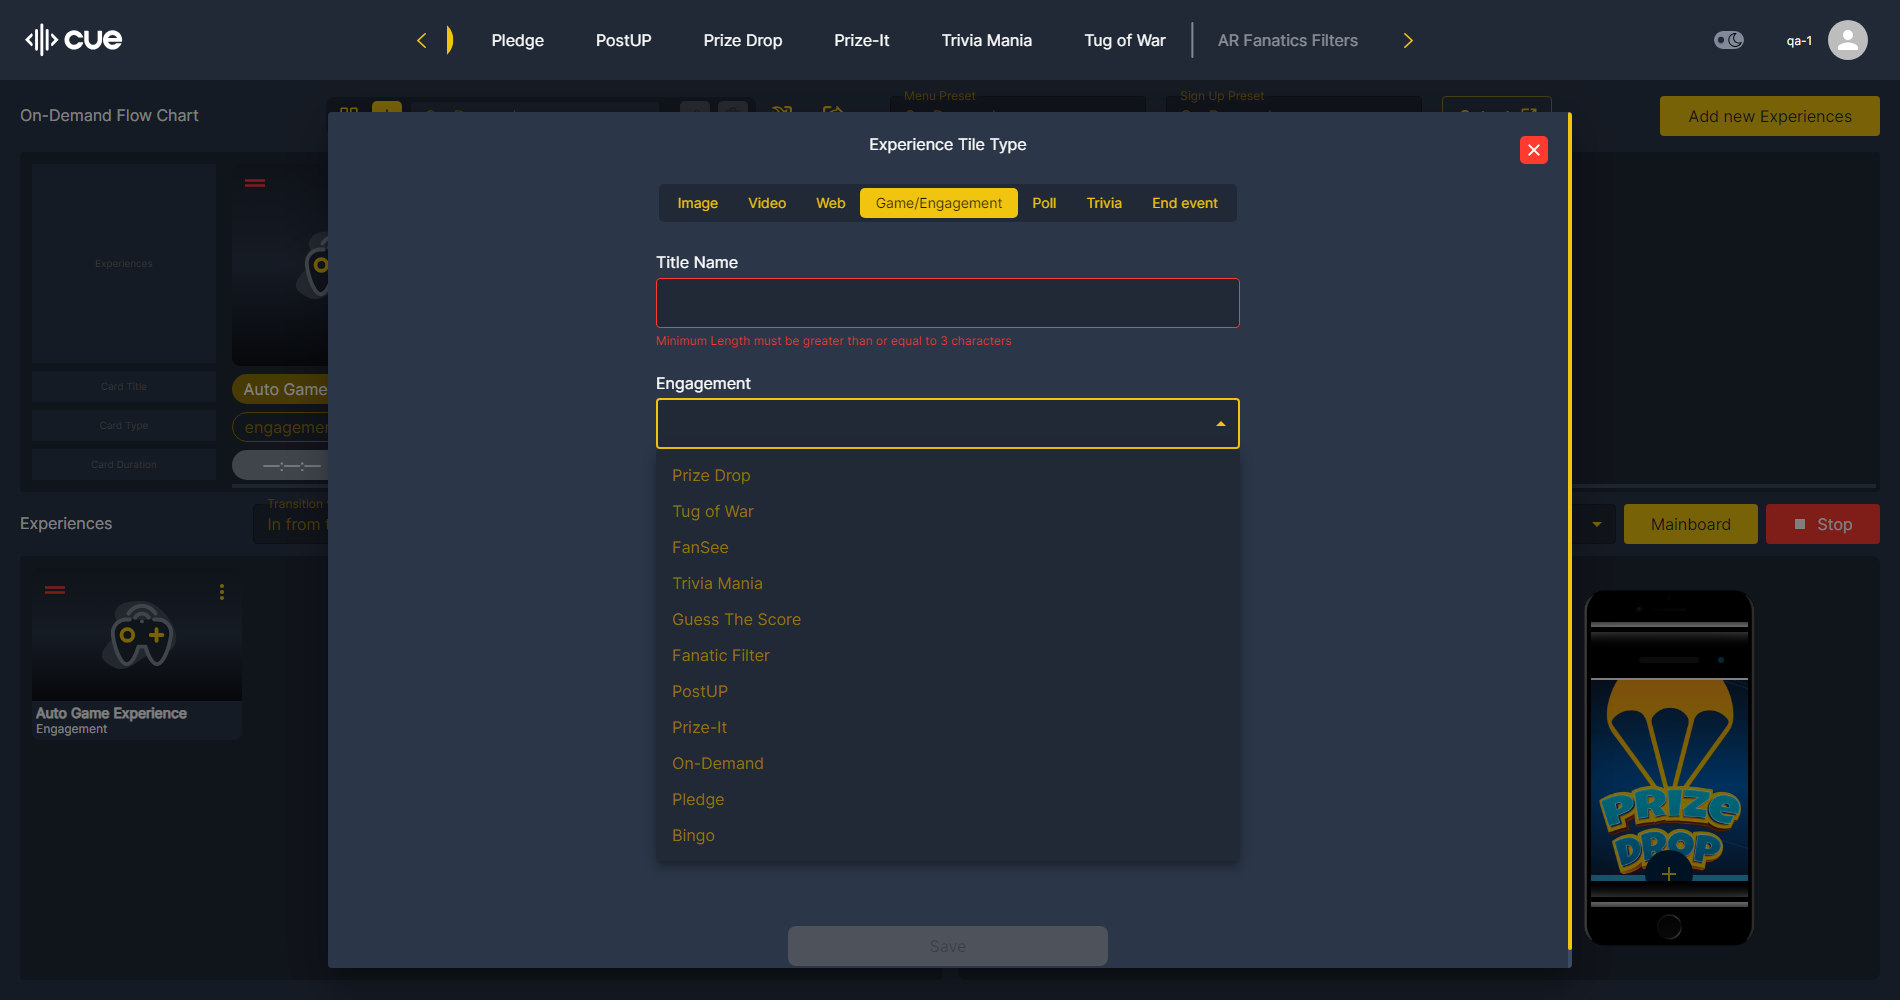 cue
Pledge
PostUP
Prize Drop
Prize-It
Trivia Mania
Tug of War
AR Fanatics Filters
qa-1
On-Demand Flow Chart
Menu Preset
Sign Up Preset
Add new Experiences
Experience Tile Type
Image
Video
Web
Game/Engagement
Poll
Trivia
End event
Title Name
Minimum Length must be greater than or equal to 3 characters
Engagement
Prize Drop
Tug of War
FanSee
Trivia Mania
Guess The Score
Fanatic Filter
PostUP
Prize-It
On-Demand
Pledge
Bingo
Save
Experiences
Card Title
Card Type
Card Duration
Auto Game
engagemen
Experiences
Transition
In from
Mainboard
Stop
Auto Game Experience
Engagement
PRIZE
DROP